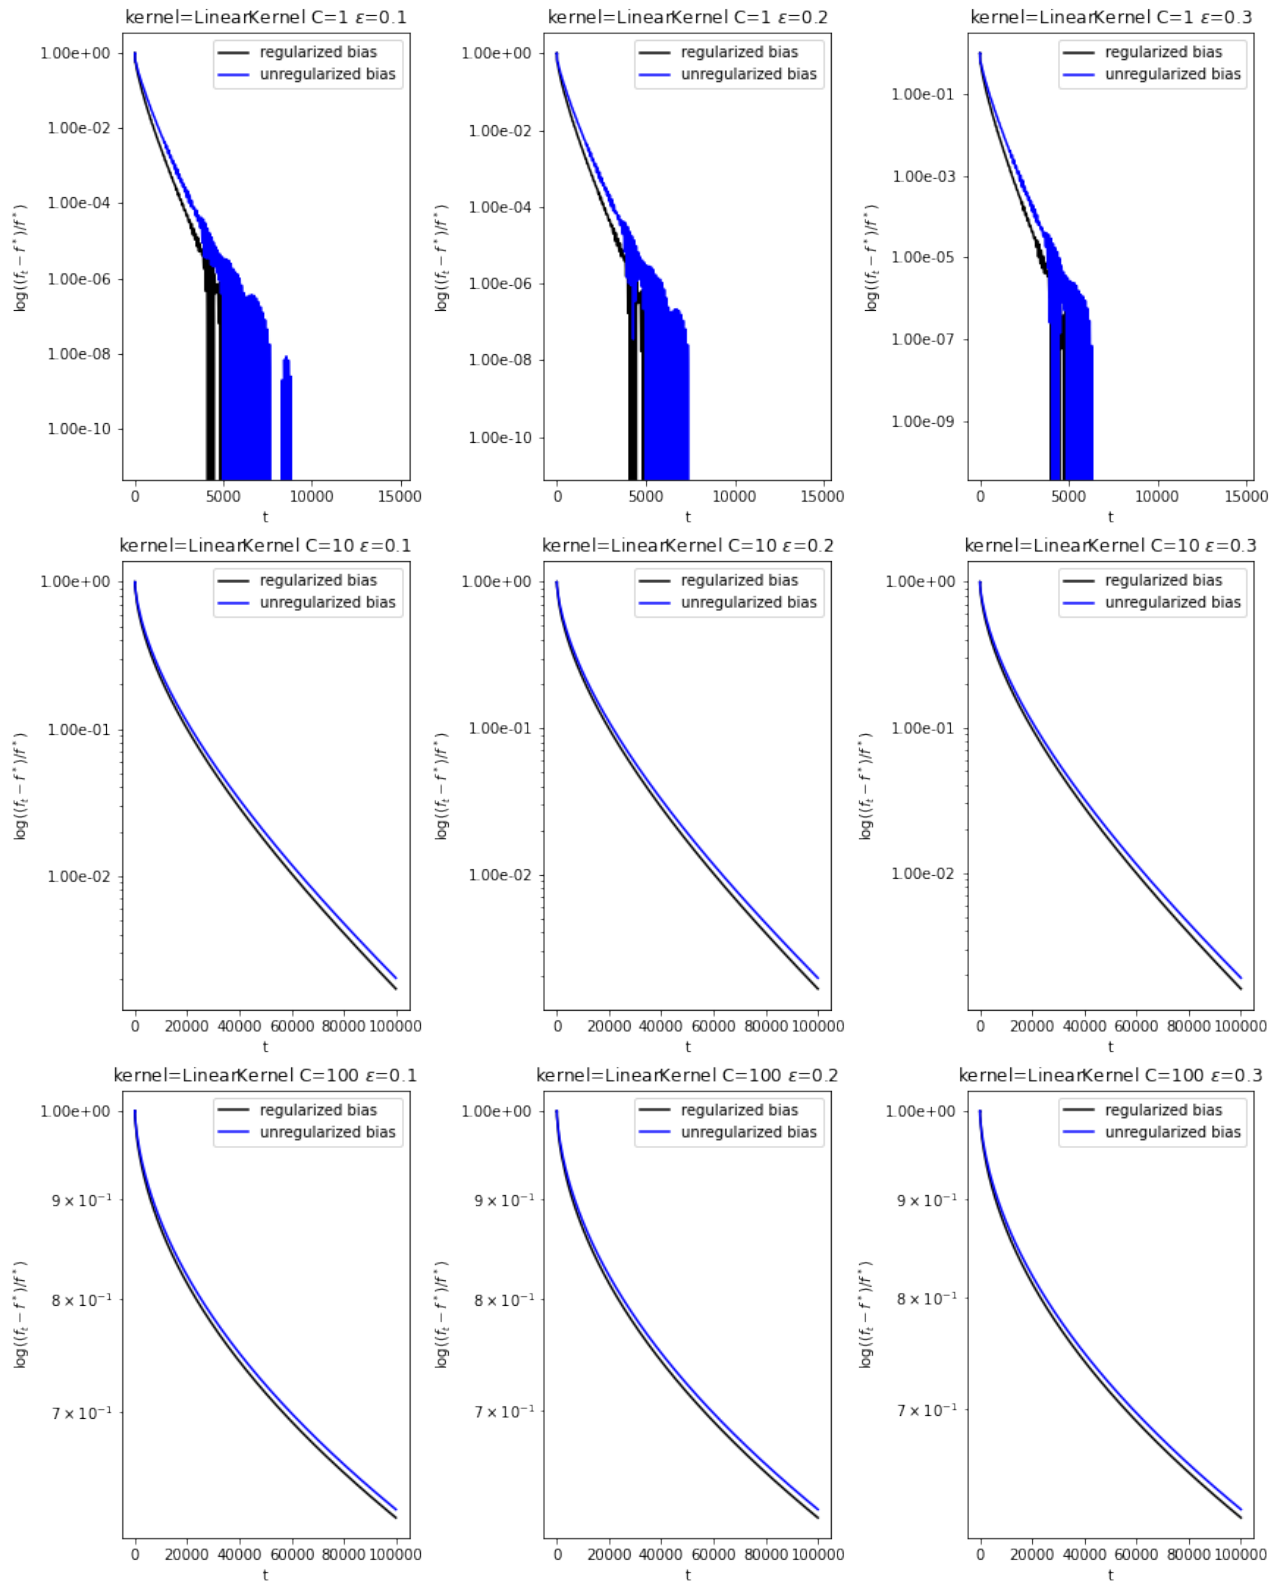 kernel=LinearKernel C=1 ε=0.1
regularized bias
unregularized bias
1.00e+00
1.00e-02
1.00e-04
1.00e-06
1.00e-08
1.00e-10
log((f_t − f*)/f*)
0 5000 10000 15000
t
kernel=LinearKernel C=1 ε=0.2
regularized bias
unregularized bias
1.00e+00
1.00e-02
1.00e-04
1.00e-06
1.00e-08
1.00e-10
log((f_t − f*)/f*)
0 5000 10000 15000
t
kernel=LinearKernel C=1 ε=0.3
regularized bias
unregularized bias
1.00e-01
1.00e-03
1.00e-05
1.00e-07
1.00e-09
log((f_t − f*)/f*)
0 5000 10000 15000
t
kernel=LinearKernel C=10 ε=0.1
regularized bias
unregularized bias
1.00e+00
1.00e-01
1.00e-02
log((f_t − f*)/f*)
0 20000 40000 60000 80000 100000
t
kernel=LinearKernel C=10 ε=0.2
regularized bias
unregularized bias
1.00e+00
1.00e-01
1.00e-02
log((f_t − f*)/f*)
0 20000 40000 60000 80000 100000
t
kernel=LinearKernel C=10 ε=0.3
regularized bias
unregularized bias
1.00e+00
1.00e-01
1.00e-02
log((f_t − f*)/f*)
0 20000 40000 60000 80000 100000
t
kernel=LinearKernel C=100 ε=0.1
regularized bias
unregularized bias
1.00e+00
9 × 10⁻¹
8 × 10⁻¹
7 × 10⁻¹
log((f_t − f*)/f*)
0 20000 40000 60000 80000 100000
t
kernel=LinearKernel C=100 ε=0.2
regularized bias
unregularized bias
1.00e+00
9 × 10⁻¹
8 × 10⁻¹
7 × 10⁻¹
log((f_t − f*)/f*)
0 20000 40000 60000 80000 100000
t
kernel=LinearKernel C=100 ε=0.3
regularized bias
unregularized bias
1.00e+00
9 × 10⁻¹
8 × 10⁻¹
7 × 10⁻¹
log((f_t − f*)/f*)
0 20000 40000 60000 80000 100000
t